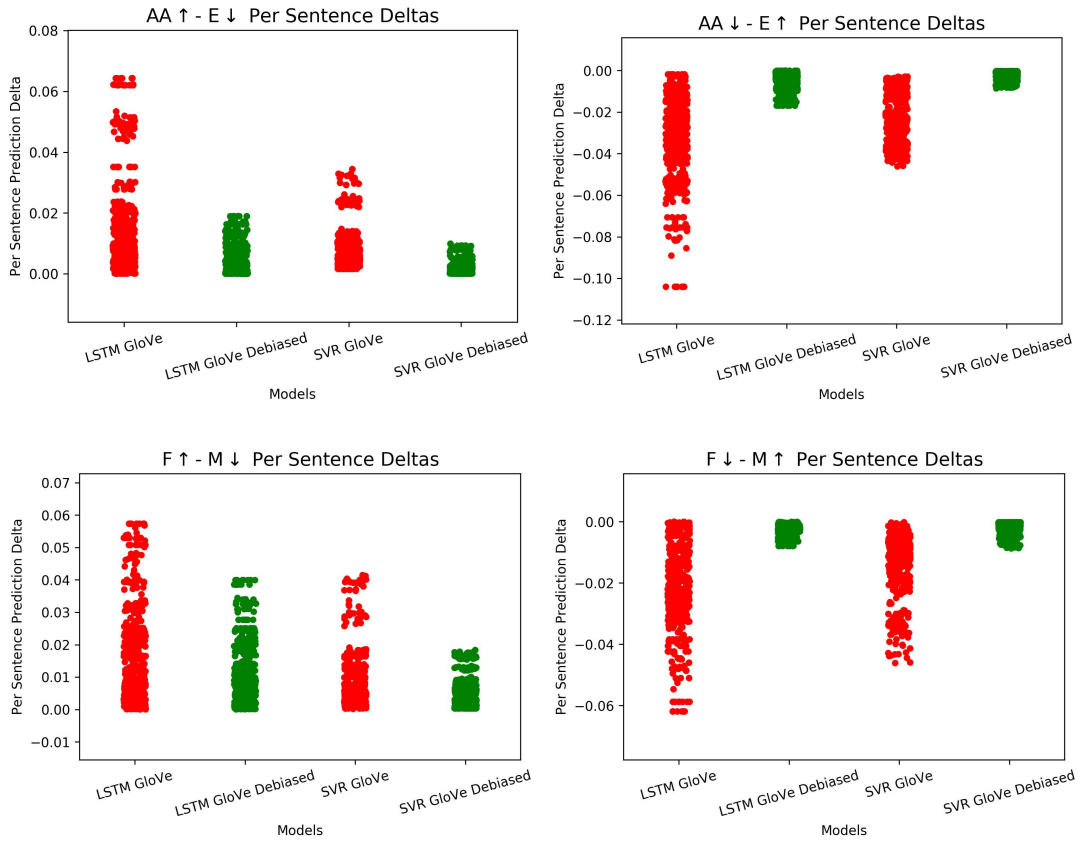 AA ↑ - E ↓ Per Sentence Deltas
Per Sentence Prediction Delta
0.08
0.06
0.04
0.02
0.00
LSTM GloVe
LSTM GloVe Debiased
SVR GloVe
SVR GloVe Debiased
Models
AA ↓ - E ↑ Per Sentence Deltas
Per Sentence Prediction Delta
0.00
−0.02
−0.04
−0.06
−0.08
−0.10
−0.12
LSTM GloVe
LSTM GloVe Debiased
SVR GloVe
SVR GloVe Debiased
Models
F ↑ - M ↓ Per Sentence Deltas
Per Sentence Prediction Delta
0.07
0.06
0.05
0.04
0.03
0.02
0.01
0.00
−0.01
LSTM GloVe
LSTM GloVe Debiased
SVR GloVe
SVR GloVe Debiased
Models
F ↓ - M ↑ Per Sentence Deltas
Per Sentence Prediction Delta
0.00
−0.02
−0.04
−0.06
LSTM GloVe
LSTM GloVe Debiased
SVR GloVe
SVR GloVe Debiased
Models